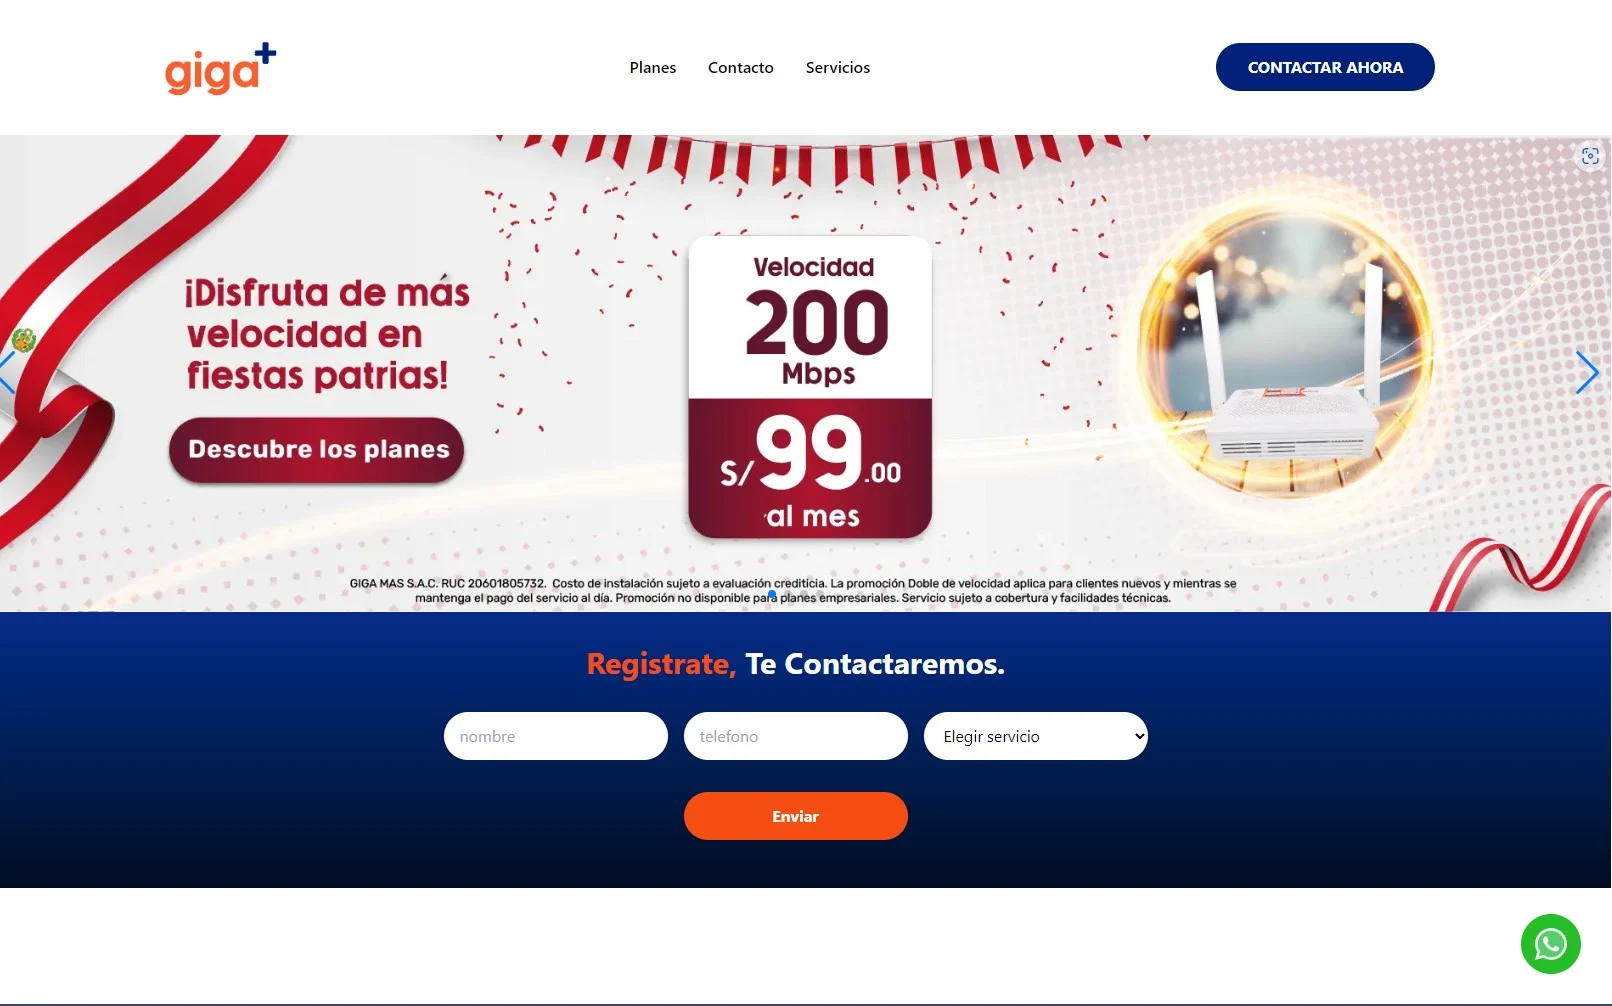 giga+
Planes
Contacto
Servicios
CONTACTAR AHORA
¡Disfruta de más
velocidad en
fiestas patrias!
Descubre los planes
Velocidad
200
Mbps
S/99.00
al mes
GIGA MAS S.A.C. RUC 20601805732. Costo de instalación sujeto a evaluación crediticia. La promoción Doble de velocidad aplica para clientes nuevos y mientras se
mantenga el pago del servicio al día. Promoción no disponible para planes empresariales. Servicio sujeto a cobertura y facilidades técnicas.
Registrate, Te Contactaremos.
nombre
telefono
Elegir servicio
Enviar